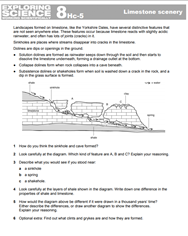 EXPLORING
SCIENCE
8Hc-5
Limestone scenery
Landscapes formed on limestone, like the Yorkshire Dales, have several distinctive features that
are not seen anywhere else. These features occur because limestone reacts with slightly acidic
rainwater, and often has lots of joints (cracks) in it.
Sinkholes are places where streams disappear into cracks in the limestone.
Dolines are dips or openings in the ground.
Solution dolines are formed as rainwater seeps down through the soil and then starts to
dissolve the limestone underneath, forming a drainage outlet at the bottom.
Collapse dolines form when rock collapses into a cave beneath.
Subsidence dolines or shakeholes form when soil is washed down a crack in the rock, and a
dip in the grass surface is formed.
1 How do you think the sinkhole and cave formed?
2 Look carefully at the diagram. Which kind of feature are A, B and C? Explain your reasoning.
3 Describe what you would see if you stood near:
a a sinkhole
b a spring
c a shakehole.
4 Look carefully at the layers of shale shown in the diagram. Write down one difference in the
properties of shale and limestone.
5 How would the diagram above be different if it were drawn in a thousand years' time?
Either describe the differences, or draw another diagram to show the differences.
Explain your reasoning.
6 Optional extra: Find out what clints and grykes are and how they are formed.